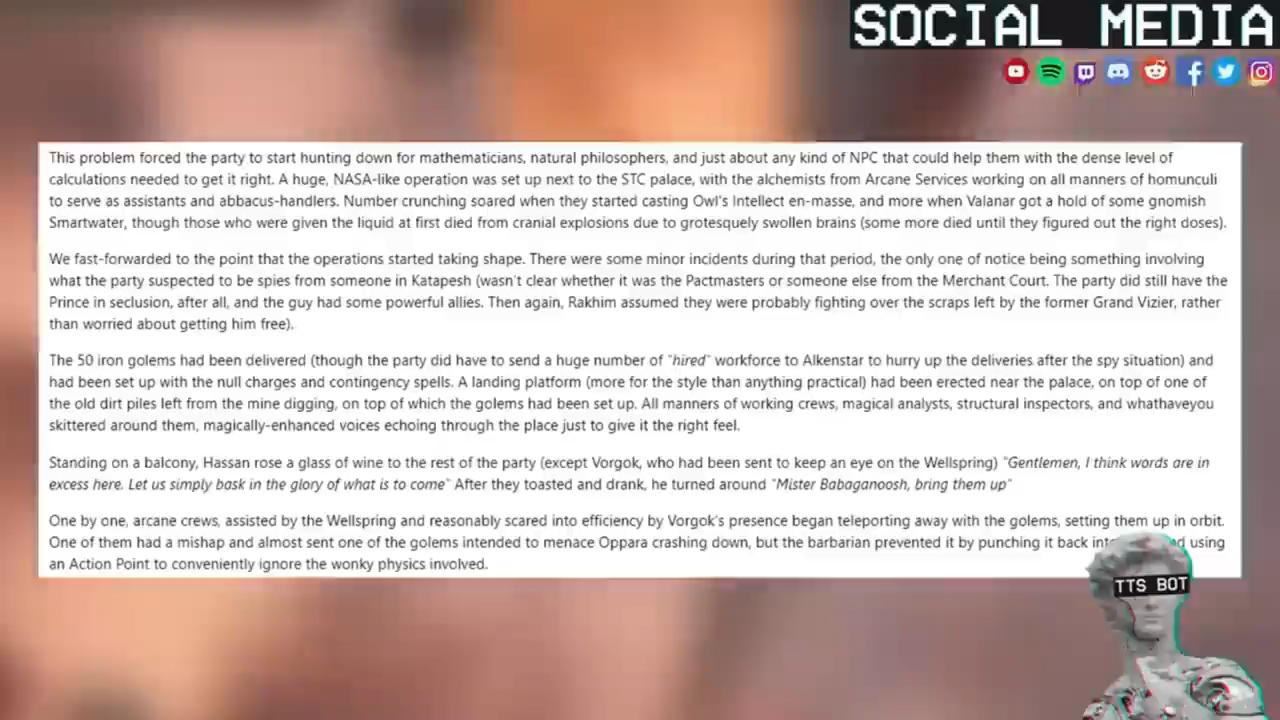 SOCIAL MEDIA
This problem forced the party to start hunting down for mathematicians, natural philosophers, and just about any kind of NPC that could help them with the dense level of
calculations needed to get it right. A huge, NASA-like operation was set up next to the STC palace, with the alchemists from Arcane Services working on all manners of homunculi
to serve as assistants and abbacus-handlers. Number crunching soared when they started casting Owl's Intellect en-masse, and more when Valanar got a hold of some gnomish
Smartwater, though those who were given the liquid at first died from cranial explosions due to grotesquely swollen brains (some more died until they figured out the right doses).
We fast-forwarded to the point that the operations started taking shape. There were some minor incidents during that period, the only one of notice being something involving
what the party suspected to be spies from someone in Katapesh (wasn't clear whether it was the Pactmasters or someone else from the Merchant Court. The party did still have the
Prince in seclusion, after all, and the guy had some powerful allies. Then again, Rakhim assumed they were probably fighting over the scraps left by the former Grand Vizier, rather
than worried about getting him free).
The 50 iron golems had been delivered (though the party did have to send a huge number of "hired" workforce to Alkenstar to hurry up the deliveries after the spy situation) and
had been set up with the null charges and contingency spells. A landing platform (more for the style than anything practical) had been erected near the palace, on top of one of
the old dirt piles left from the mine digging, on top of which the golems had been set up. All manners of working crews, magical analysts, structural inspectors, and whathaveyou
skittered around them, magically-enhanced voices echoing through the place just to give it the right feel.
Standing on a balcony, Hassan rose a glass of wine to the rest of the party (except Vorgok, who had been sent to keep an eye on the Wellspring) "Gentlemen, I think words are in
excess here. Let us simply bask in the glory of what is to come" After they toasted and drank, he turned around "Mister Babaganoosh, bring them up"
One by one, arcane crews, assisted by the Wellspring and reasonably scared into efficiency by Vorgok's presence began teleporting away with the golems, setting them up in orbit.
One of them had a mishap and almost sent one of the golems intended to menace Oppara crashing down, but the barbarian prevented it by punching it back using
an Action Point to conveniently ignore the wonky physics involved.
TTS BOT